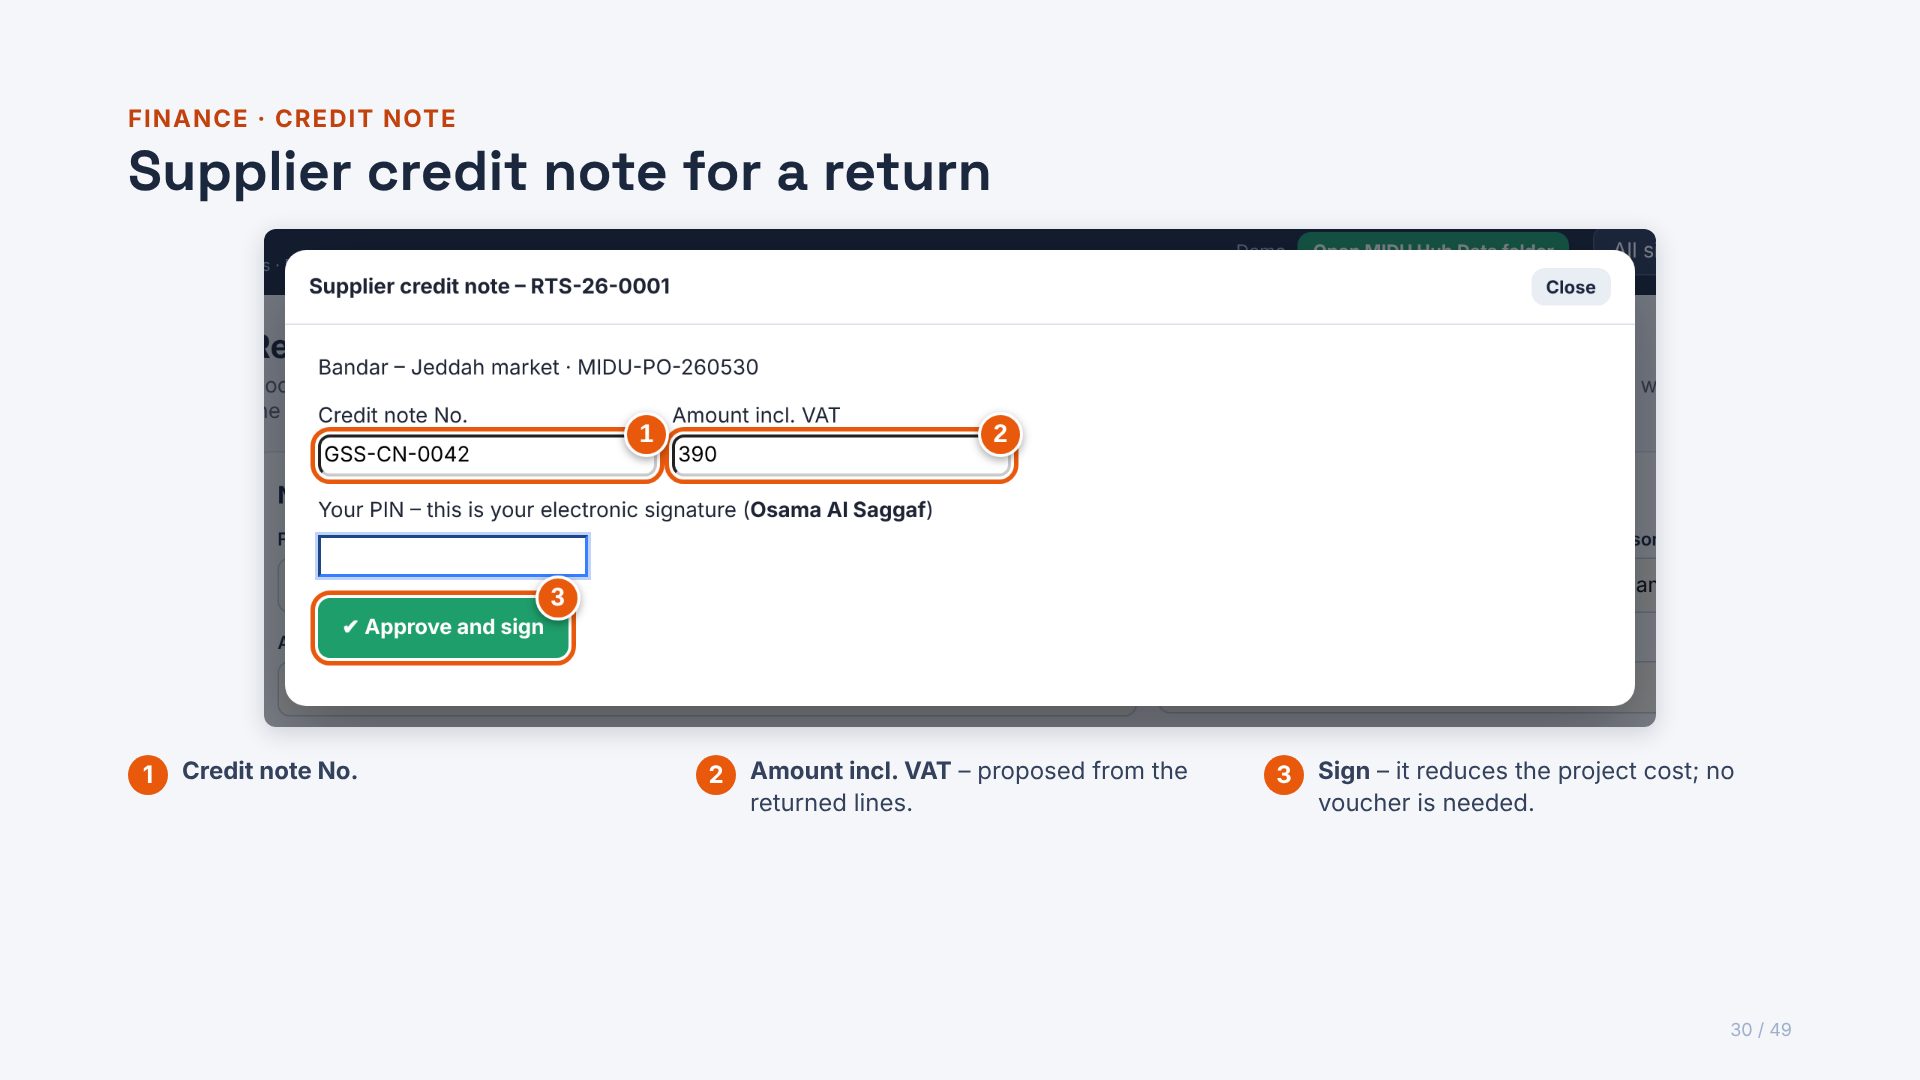 FINANCE · CREDIT NOTE
Supplier credit note for a return
Supplier credit note – RTS-26-0001
Close
Bandar – Jeddah market · MIDU-PO-260530
Credit note No.
Amount incl. VAT
GSS-CN-0042
1
390
2
Your PIN – this is your electronic signature (Osama Al Saggaf)
✔ Approve and sign
3
1 Credit note No.
2 Amount incl. VAT – proposed from the
returned lines.
3 Sign – it reduces the project cost; no
voucher is needed.
30 / 49